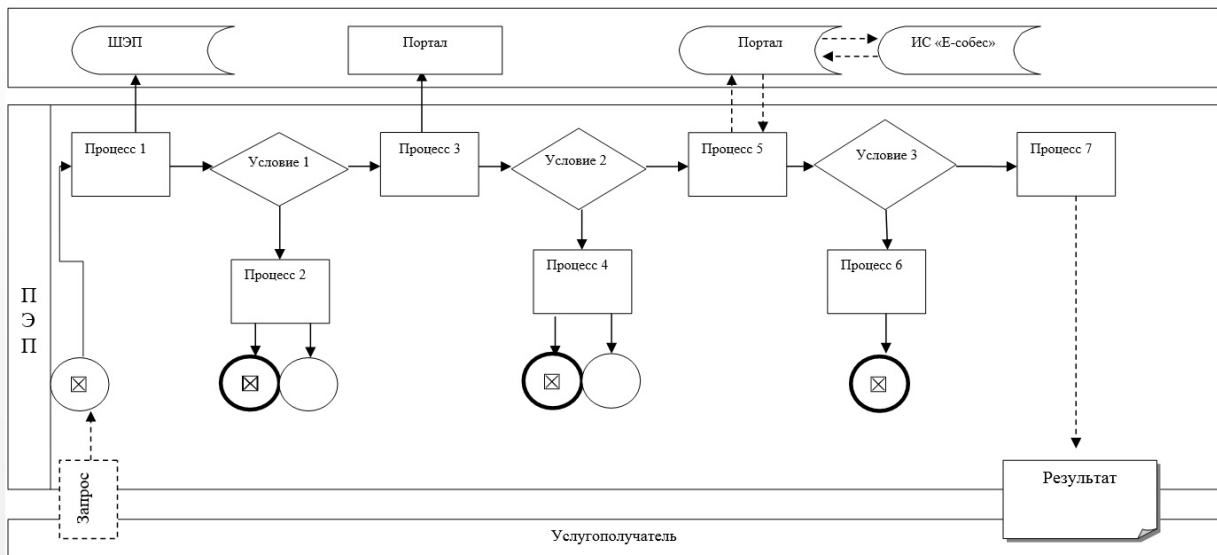 ШЭП
Портал
Портал
ИС «Е-собес»
Процесс 1
Условие 1
Процесс 3
Условие 2
Процесс 5
Условие 3
Процесс 7
Процесс 2
Процесс 4
Процесс 6
П
Э
П
Запрос
Результат
Услугополучатель